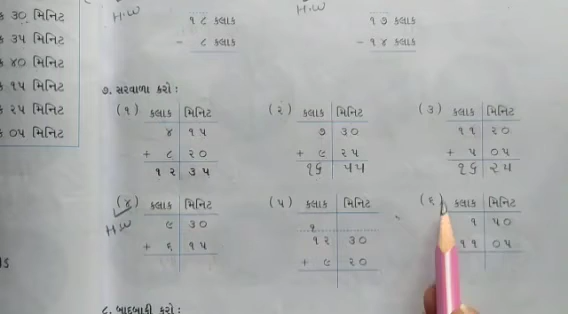 ૩૦ મિનિટ
૩૫ મિનિટ
૪૦ મિનિટ
૧૫ મિનિટ
૨૫ મિનિટ
૦૫ મિનિટ
H.W
૧૮ કલાક
- ૮ કલાક
H.W
૧૭ કલાક
- ૧૪ કલાક
૭. સરવાળા કરો :
(૧) કલાક મિનિટ
૪ ૧૫
+ ૮ ૨૦
૧૨ ૩૫
(૨) કલાક મિનિટ
૭ ૩૦
+ ૯ ૨૫
૧૬ ૫૫
(૩) કલાક મિનિટ
૧૧ ૨૦
+ ૫ ૦૫
૧૬ ૨૫
(૪) કલાક મિનિટ
H.W
૯ ૩૦
+ ૬ ૧૫
(૫) કલાક મિનિટ
૧
૧૨ ૩૦
+ ૯ ૨૦
(૬) કલાક મિનિટ
૧ ૫૦
૧૧ ૦૫
૮. બાદબાકી કરો :